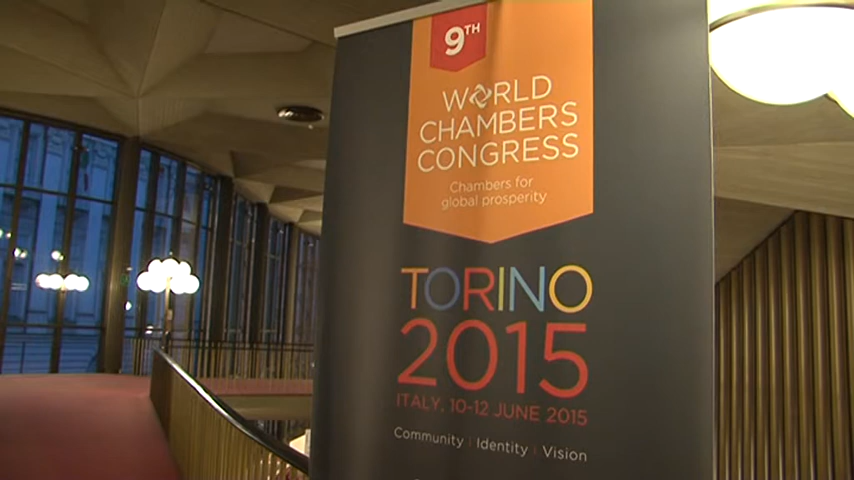 9TH
WORLD
CHAMBERS
CONGRESS
Chambers for
global prosperity
TORINO
2015
ITALY, 10-12 JUNE 2015
Community | Identity | Vision